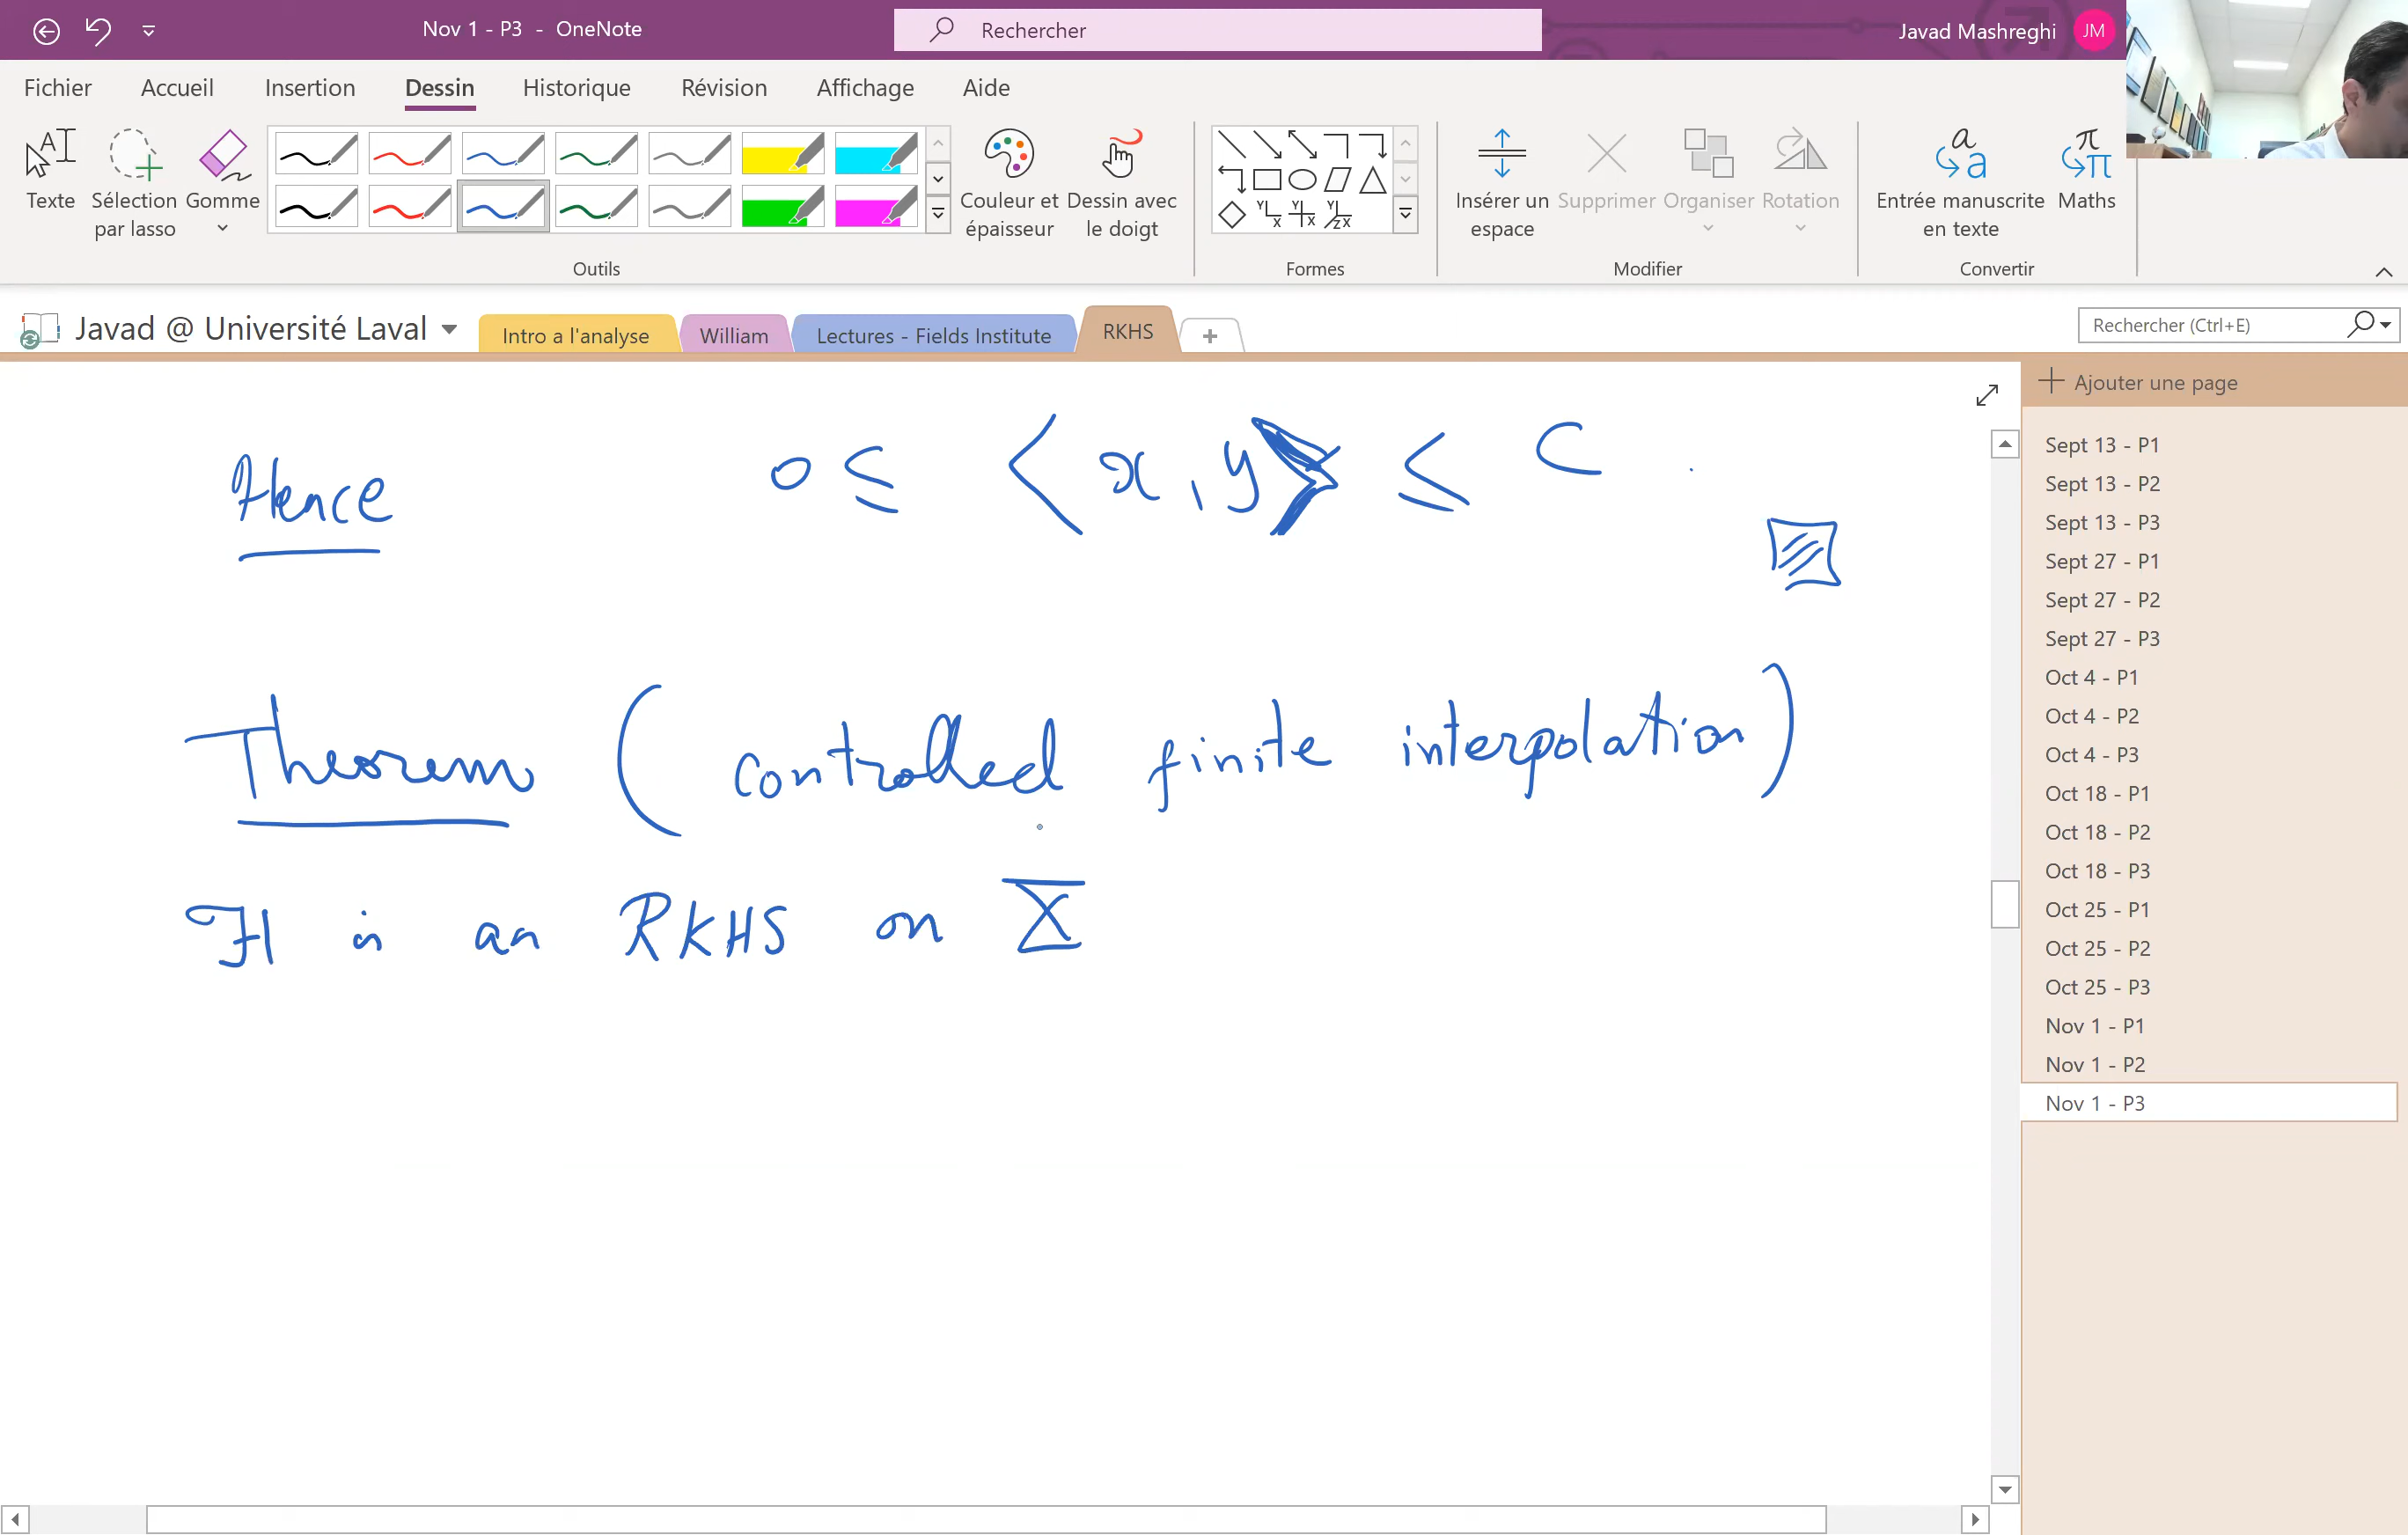 Nov 1 - P3 - OneNote
Rechercher
Javad Mashreghi
JM
Fichier
Accueil
Insertion
Dessin
Historique
Révision
Affichage
Aide
Texte
Sélection par lasso
Gomme
Couleur et épaisseur
Dessin avec le doigt
Insérer un espace
Supprimer
Organiser
Rotation
Entrée manuscrite en texte
Maths
Outils
Formes
Modifier
Convertir
Javad @ Université Laval
Intro a l'analyse
William
Lectures - Fields Institute
RKHS
Rechercher (Ctrl+E)
Ajouter une page
Hence 0 ≤ < x , y > ≤ C .
Theorem ( controlled finite interpolation )
H is an RKHS on X
Sept 13 - P1
Sept 13 - P2
Sept 13 - P3
Sept 27 - P1
Sept 27 - P2
Sept 27 - P3
Oct 4 - P1
Oct 4 - P2
Oct 4 - P3
Oct 18 - P1
Oct 18 - P2
Oct 18 - P3
Oct 25 - P1
Oct 25 - P2
Oct 25 - P3
Nov 1 - P1
Nov 1 - P2
Nov 1 - P3